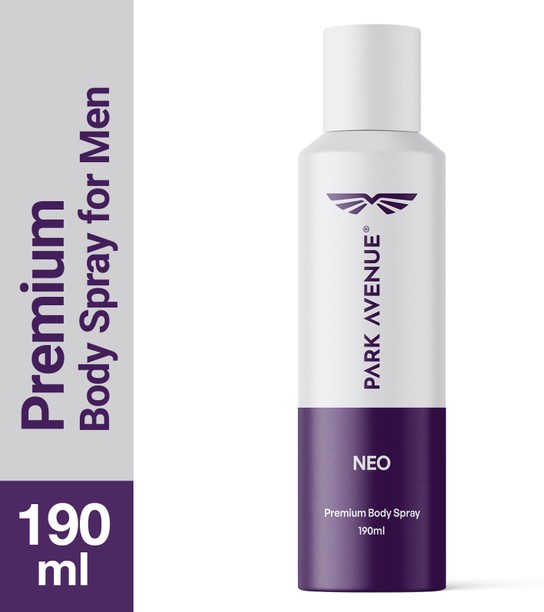 Premium
Body Spray for Men
190
ml
PARK AVENUE®
NEO
Premium Body Spray
190ml